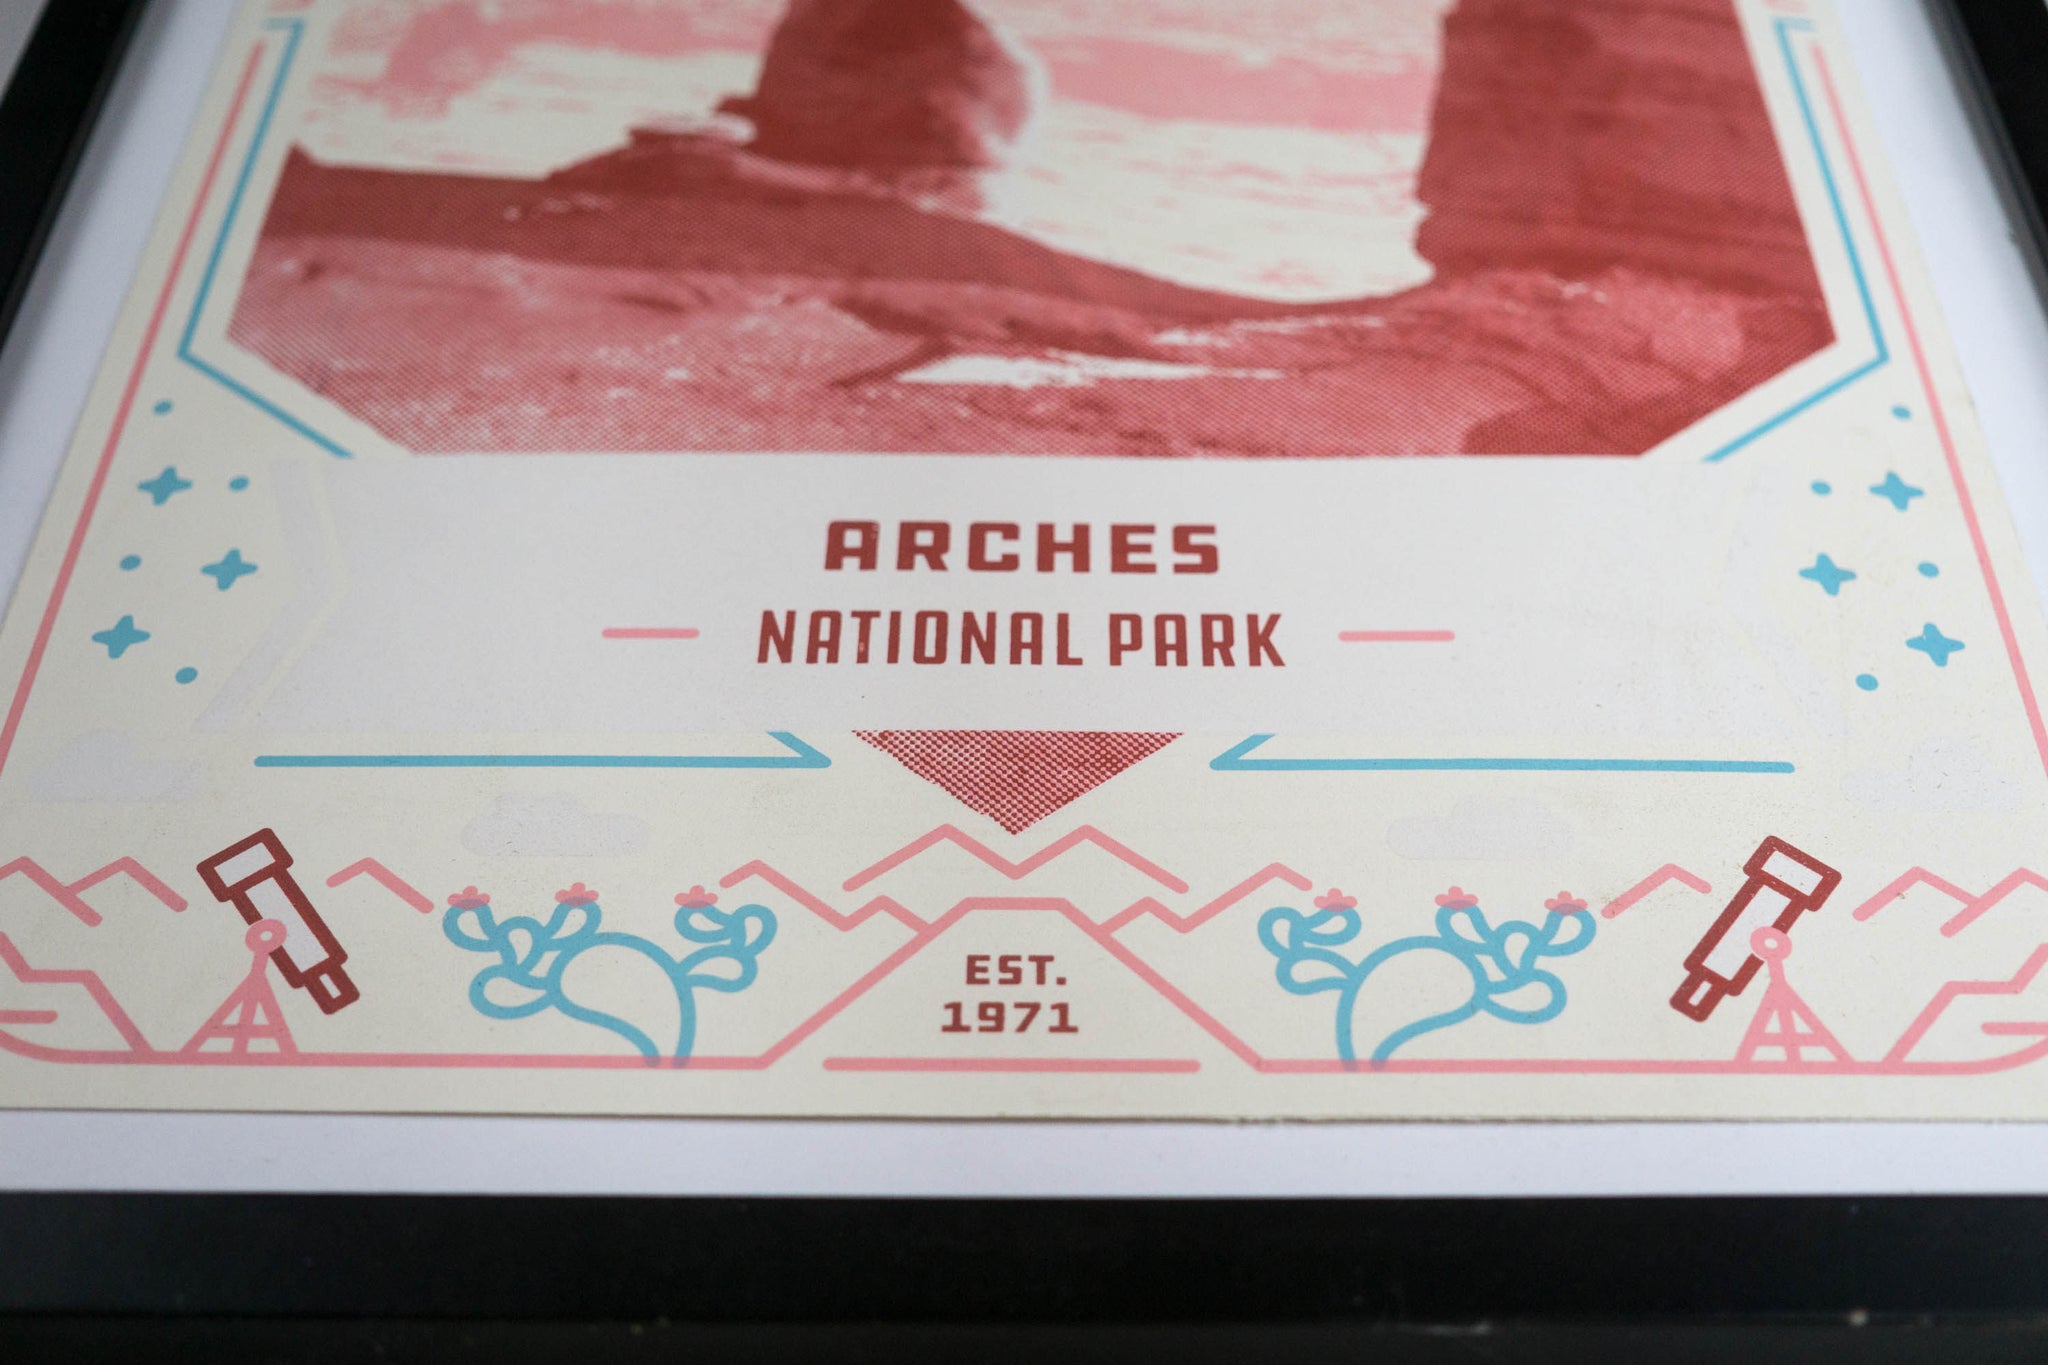 ARCHES
NATIONAL PARK
EST.
1971